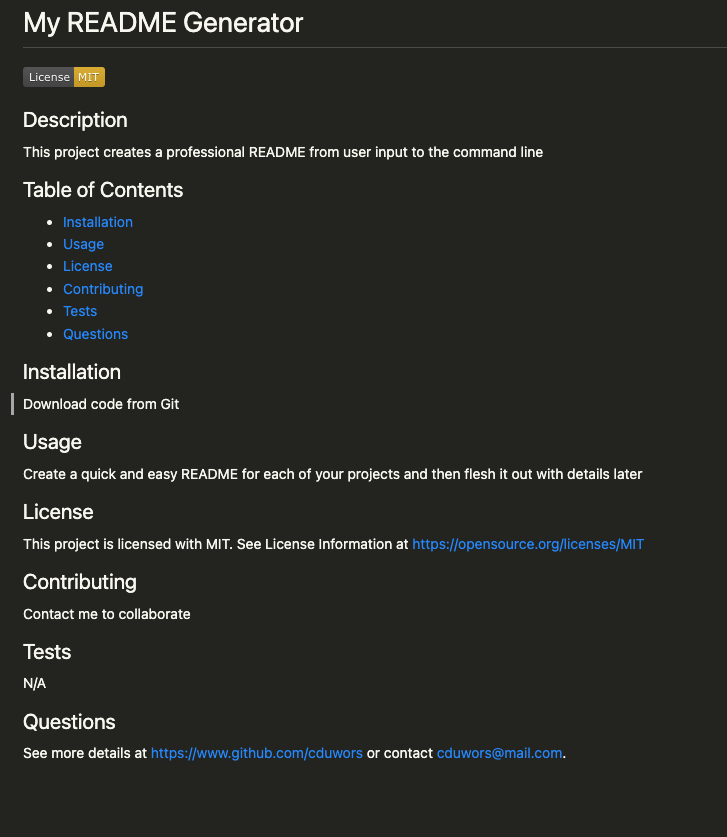 My README Generator
License MIT
Description
This project creates a professional README from user input to the command line
Table of Contents
Installation
Usage
License
Contributing
Tests
Questions
Installation
Download code from Git
Usage
Create a quick and easy README for each of your projects and then flesh it out with details later
License
This project is licensed with MIT. See License Information at https://opensource.org/licenses/MIT
Contributing
Contact me to collaborate
Tests
N/A
Questions
See more details at https://www.github.com/cduwors or contact cduwors@mail.com.